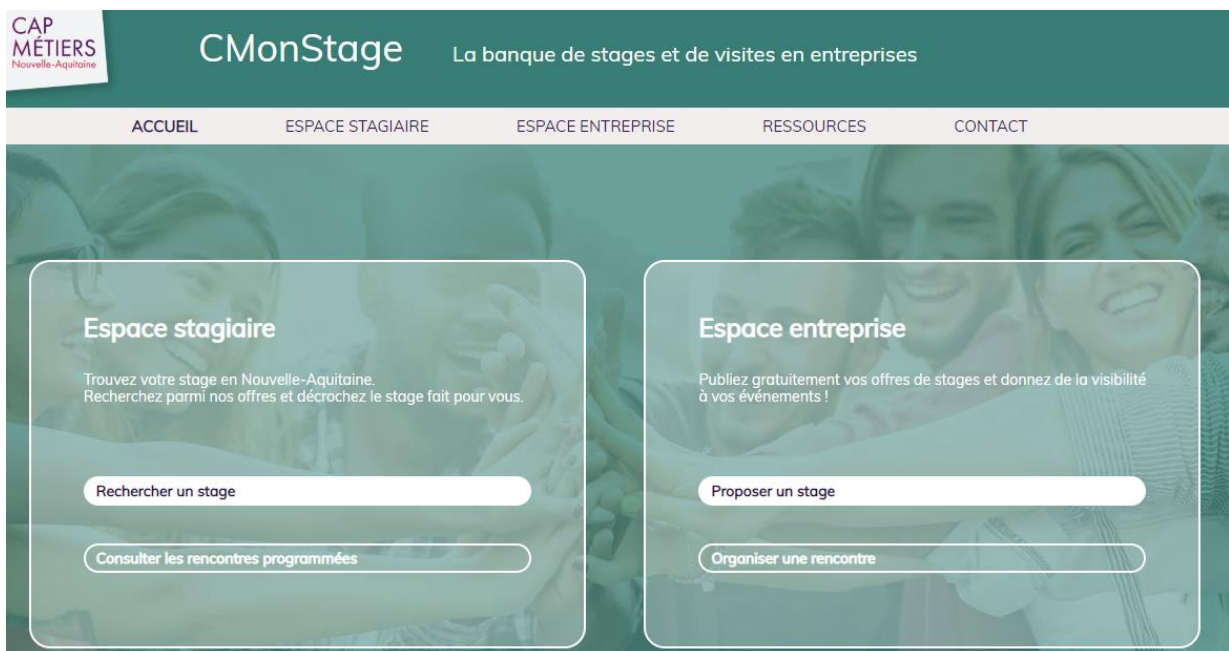 CAP
MÉTIERS
Nouvelle-Aquitaine
CMonStage
La banque de stages et de visites en entreprises
ACCUEIL
ESPACE STAGIAIRE
ESPACE ENTREPRISE
RESSOURCES
CONTACT
Espace stagiaire
Trouvez votre stage en Nouvelle-Aquitaine.
Recherchez parmi nos offres et décrochez le stage fait pour vous.
Rechercher un stage
Consulter les rencontres programmées
Espace entreprise
Publiez gratuitement vos offres de stages et donnez de la visibilité
à vos événements !
Proposer un stage
Organiser une rencontre